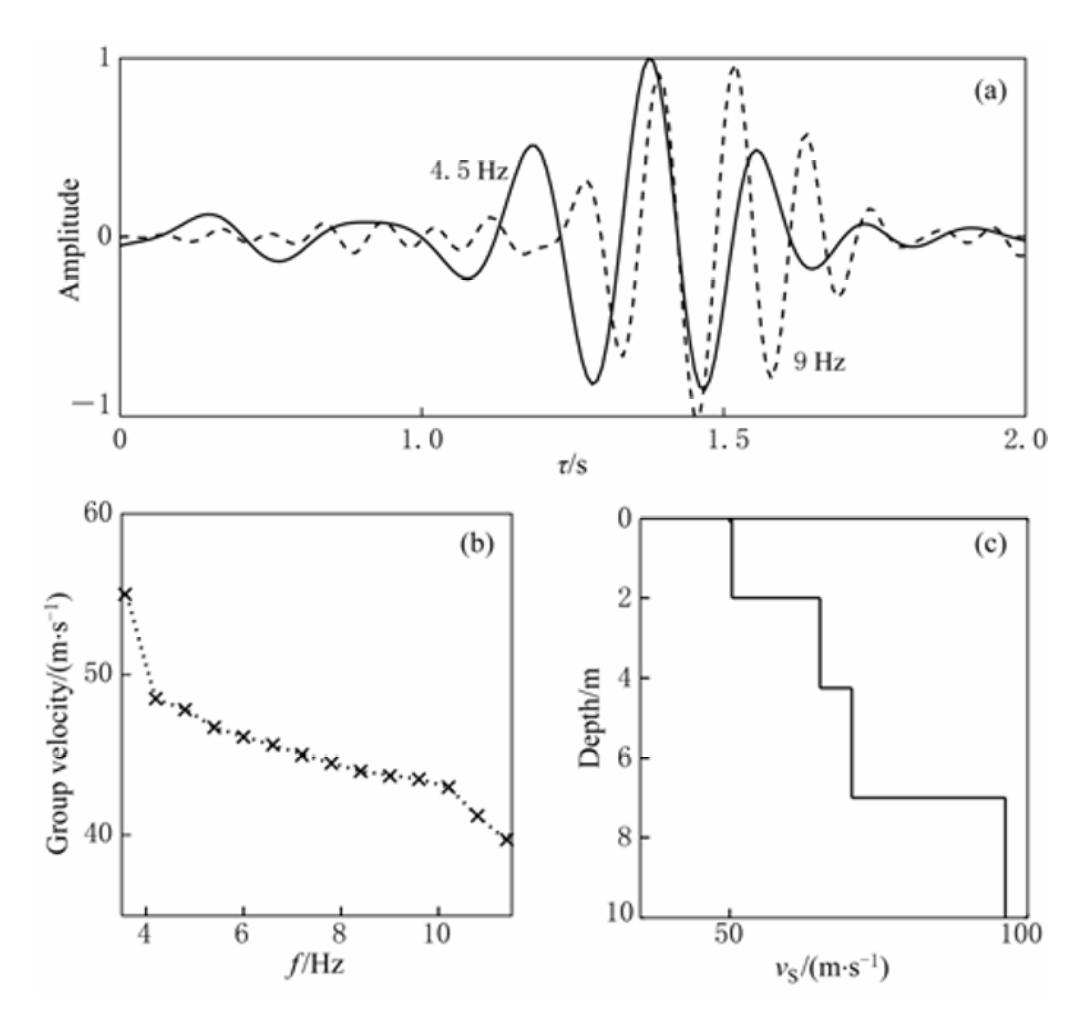 1
(a)
4.5 Hz
0
Amplitude
9 Hz
−1
0
1.0
1.5
2.0
τ/s
60
(b)
50
40
Group velocity/(m·s⁻¹)
4
6
8
10
f/Hz
0
(c)
2
4
6
8
10
Depth/m
50
100
vS/(m·s⁻¹)